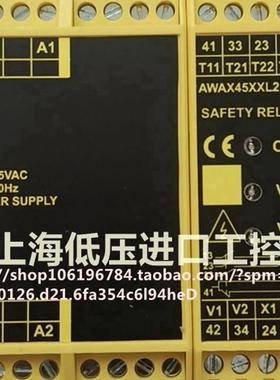 A1
41 33 23
T11 T21 T22
AWAX45XXL2
SAFETY REL
5VAC
0Hz
R SUPPLY
上海低压进口工控
//shop106196784.taobao.com/?spm
0126.d21.6fa354c6l94heD
41
A2
V1 V2 X1
42 34 24